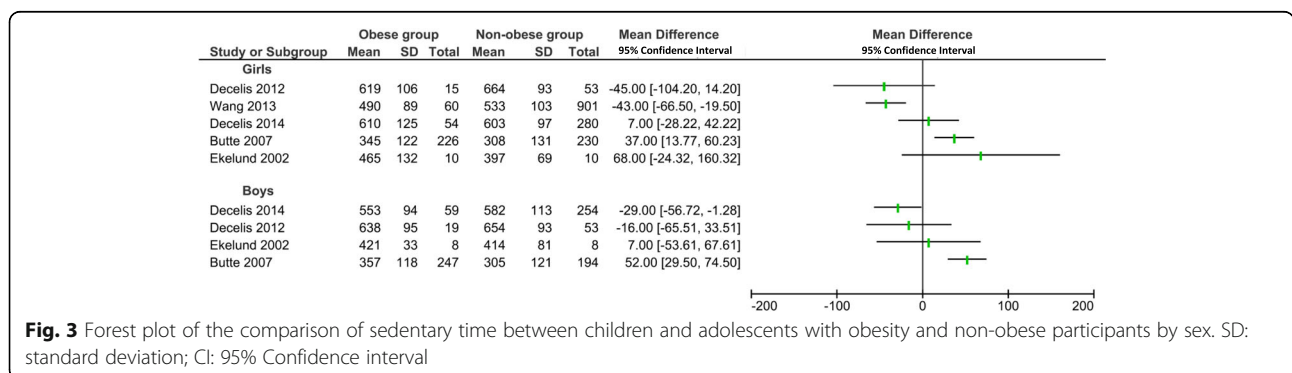 Obese group Non-obese group Mean Difference Mean Difference
Study or Subgroup Mean SD Total Mean SD Total 95% Confidence Interval 95% Confidence Interval
Girls
Decelis 2012 619 106 15 664 93 53 -45.00 [-104.20, 14.20]
Wang 2013 490 89 60 533 103 901 -43.00 [-66.50, -19.50]
Decelis 2014 610 125 54 603 97 280 7.00 [-28.22, 42.22]
Butte 2007 345 122 226 308 131 230 37.00 [13.77, 60.23]
Ekelund 2002 465 132 10 397 69 10 68.00 [-24.32, 160.32]
Boys
Decelis 2014 553 94 59 582 113 254 -29.00 [-56.72, -1.28]
Decelis 2012 638 95 19 654 93 53 -16.00 [-65.51, 33.51]
Ekelund 2002 421 33 8 414 81 8 7.00 [-53.61, 67.61]
Butte 2007 357 118 247 305 121 194 52.00 [29.50, 74.50]
-200 -100 0 100 200
Fig. 3 Forest plot of the comparison of sedentary time between children and adolescents with obesity and non-obese participants by sex. SD:
standard deviation; CI: 95% Confidence interval